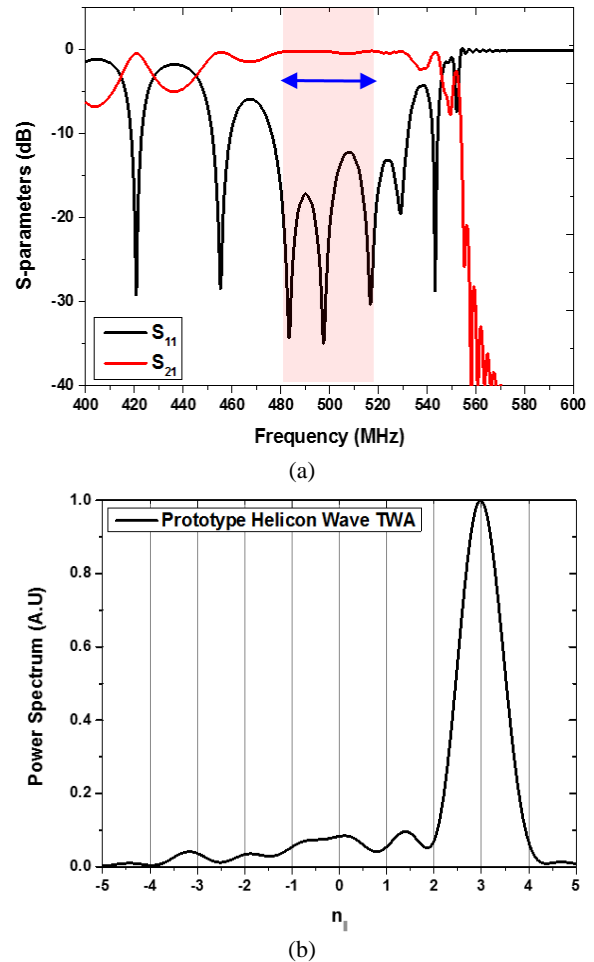 0
-10
-20
-30
-40
S-parameters (dB)
S11
S21
400 420 440 460 480 500 520 540 560 580 600
Frequency (MHz)
(a)
1.0
0.8
0.6
0.4
0.2
0.0
Power Spectrum (A.U)
Prototype Helicon Wave TWA
-5 -4 -3 -2 -1 0 1 2 3 4 5
n||
(b)